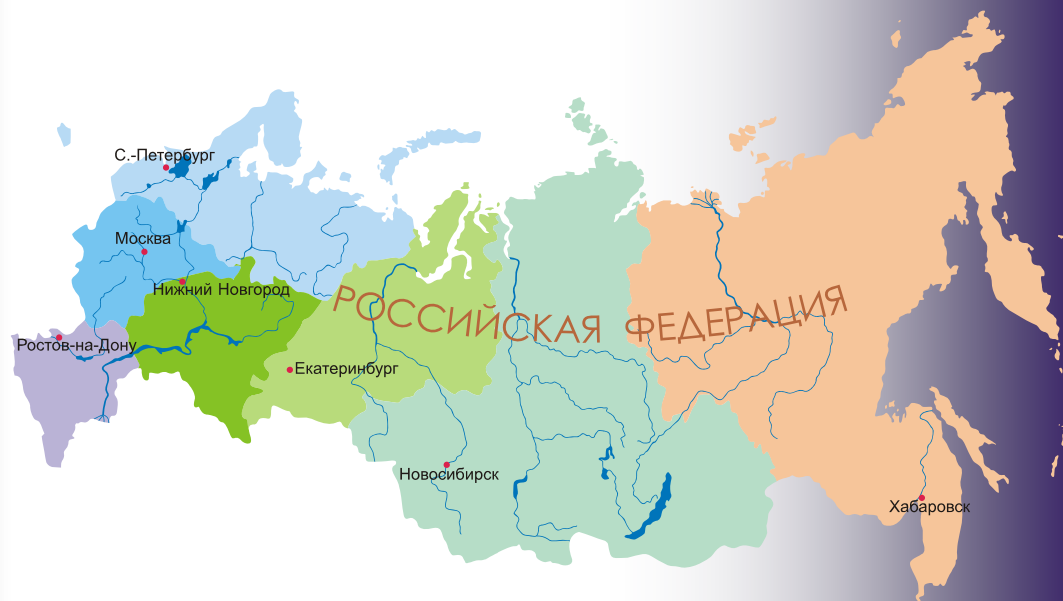 С.-Петербург
Москва
Нижний Новгород
РОССИЙСКАЯ ФЕДЕРАЦИЯ
Ростов-на-Дону
Екатеринбург
Новосибирск
Хабаровск